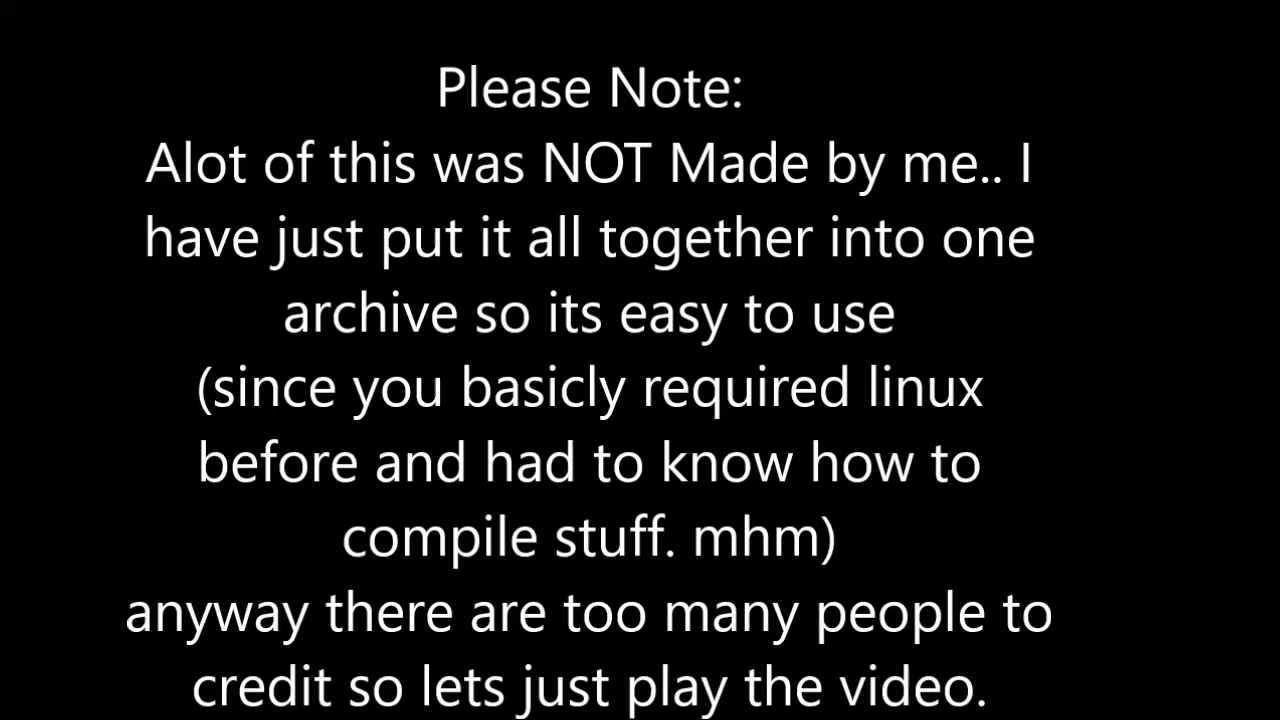 Please Note:
Alot of this was NOT Made by me.. I
have just put it all together into one
archive so its easy to use
(since you basicly required linux
before and had to know how to
compile stuff. mhm)
anyway there are too many people to
credit so lets just play the video.